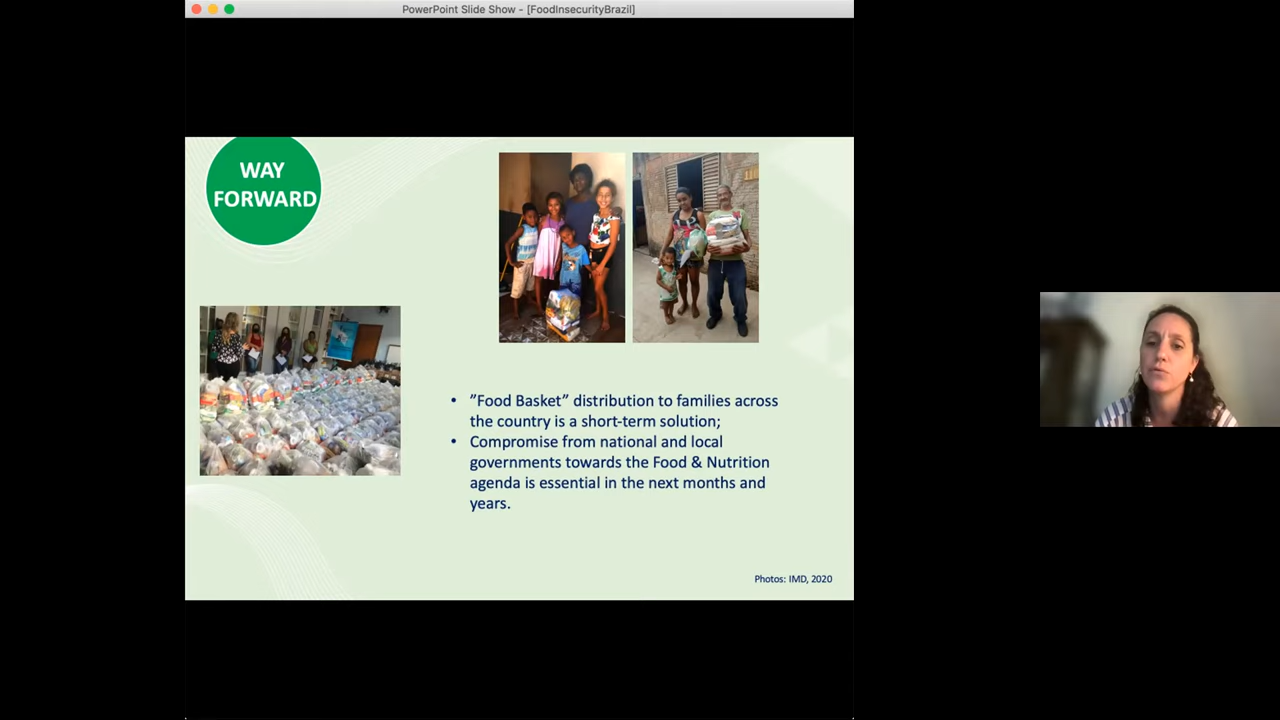 PowerPoint Slide Show - [FoodInsecurityBrazil]
WAY
FORWARD
• ”Food Basket” distribution to families across
the country is a short-term solution;
• Compromise from national and local
governments towards the Food & Nutrition
agenda is essential in the next months and
years.
Photos: IMD, 2020